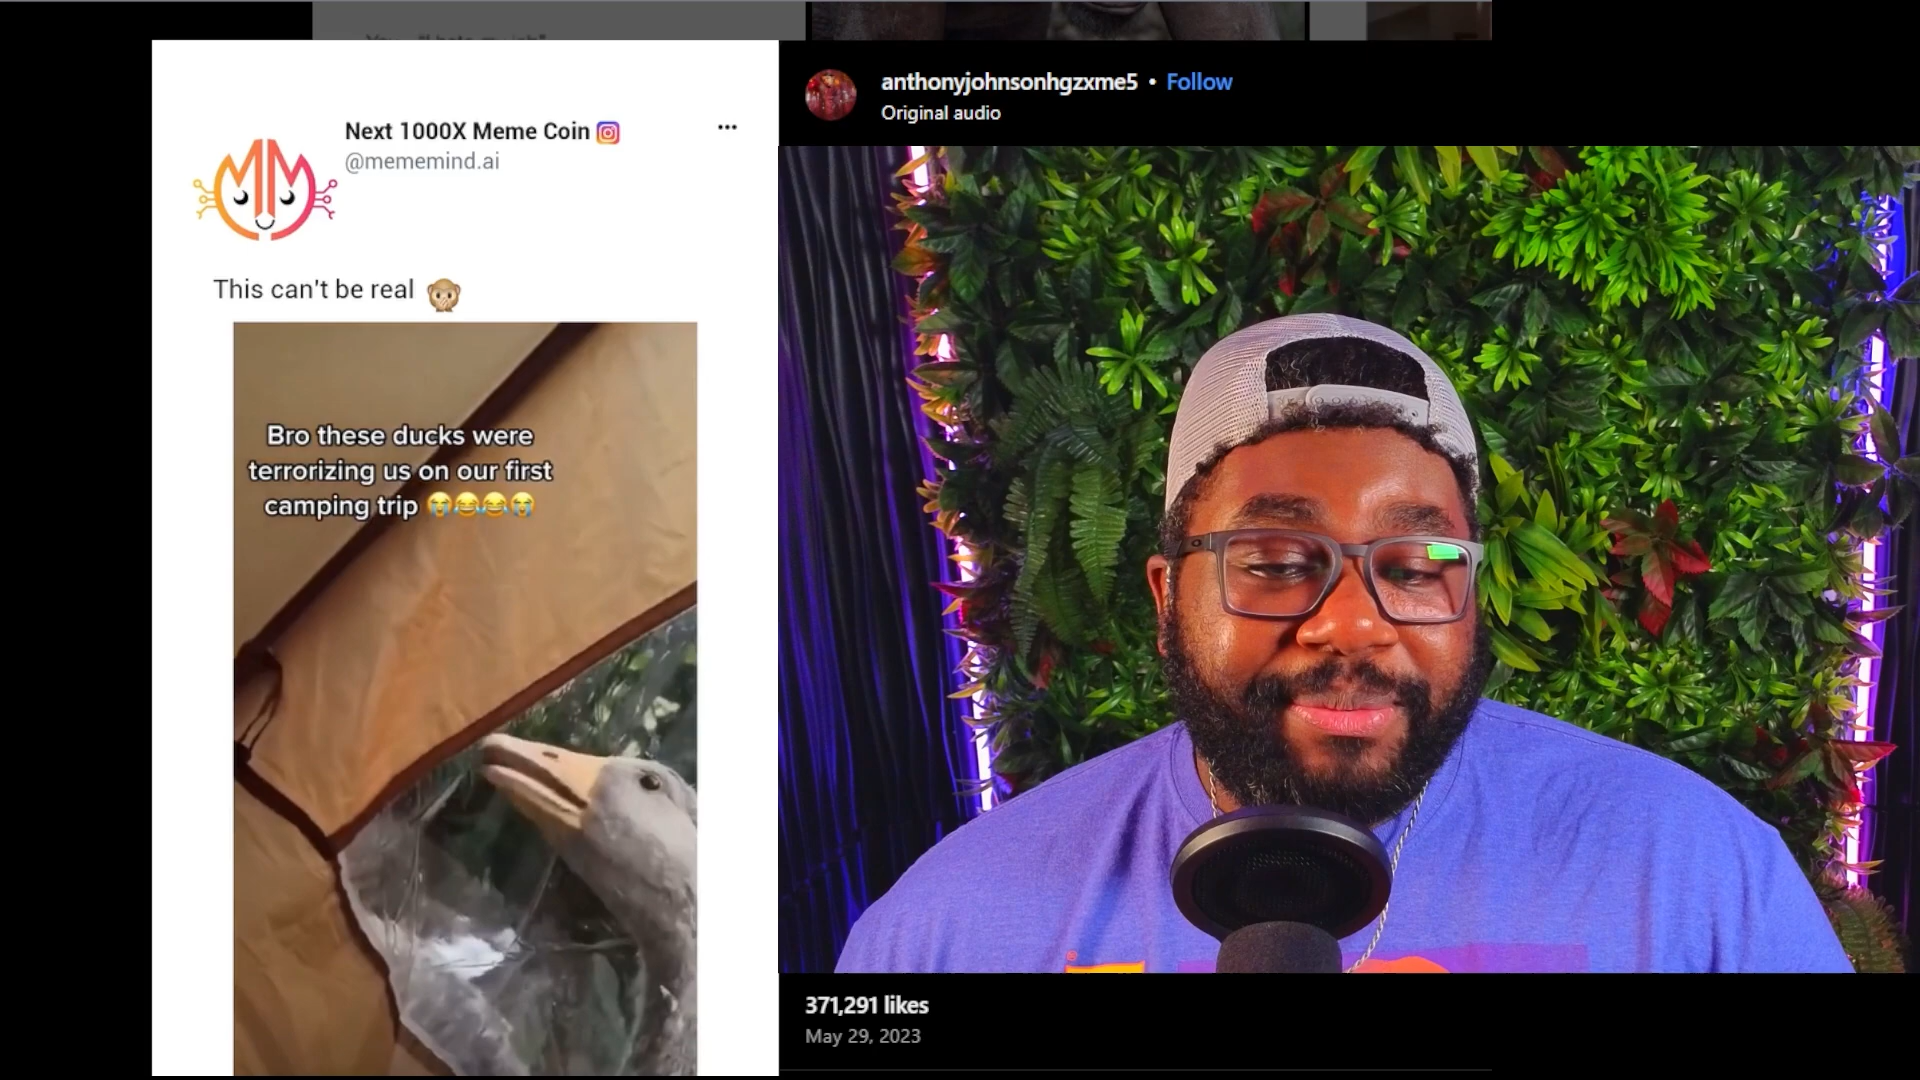 Next 1000X Meme Coin
@mememind.ai
This can't be real
Bro these ducks were
terrorizing us on our first
camping trip 😭😂😂😭
anthonyjohnsonhgzxme5 • Follow
Original audio
371,291 likes
May 29, 2023